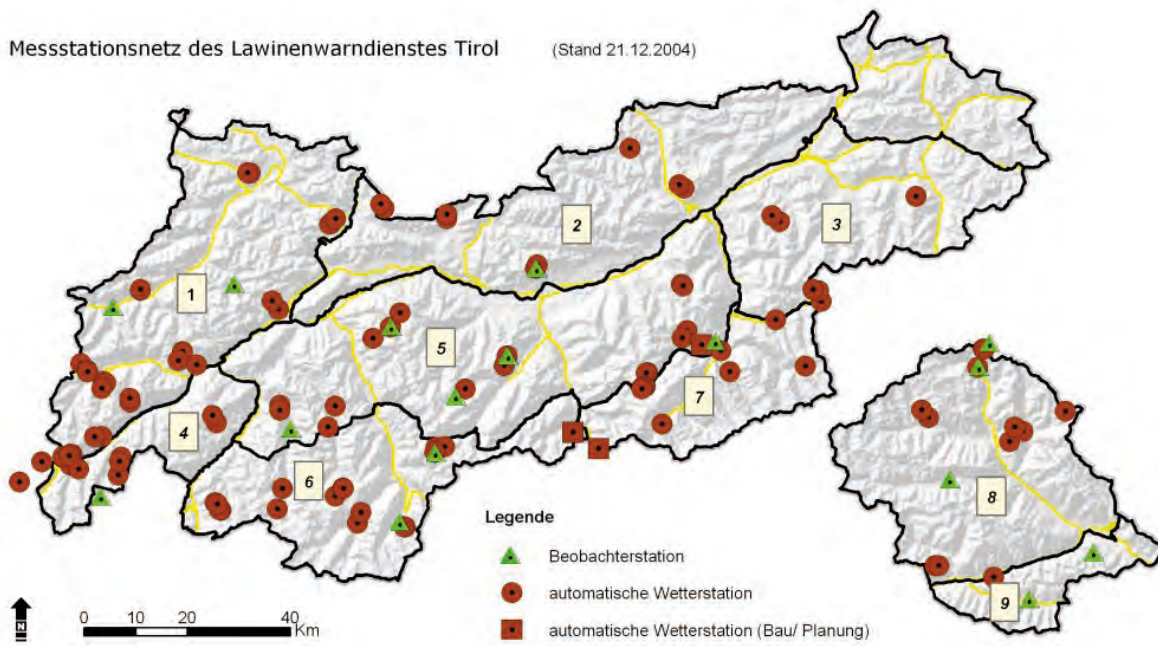 Messstationsnetz des Lawinenwarndienstes Tirol (Stand 21.12.2004)
2
3
1
5
7
4
6
8
9
Legende
Beobachterstation
automatische Wetterstation
automatische Wetterstation (Bau/ Planung)
N
0 10 20 40
Km